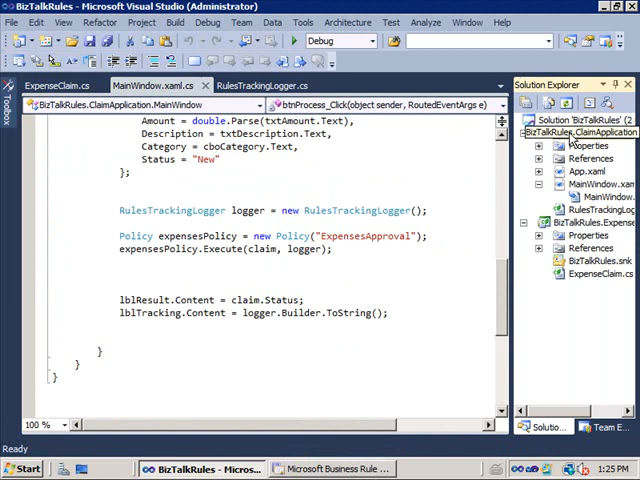 BizTalkRules - Microsoft Visual Studio (Administrator)
File Edit View Refactor Project Build Debug Team Data Tools Architecture Test Analyze Window Help
Debug
Toolbox
ExpenseClaim.cs MainWindow.xaml.cs RulesTrackingLogger.cs
BizTalkRules.ClaimApplication.MainWindow btnProcess_Click(object sender, RoutedEventArgs e)
Amount = double.Parse(txtAmount.Text),
Description = txtDescription.Text,
Category = cboCategory.Text,
Status = "New"
};
RulesTrackingLogger logger = new RulesTrackingLogger();
Policy expensesPolicy = new Policy("ExpensesApproval");
expensesPolicy.Execute(claim, logger);
lblResult.Content = claim.Status;
lblTracking.Content = logger.Builder.ToString();
}
}
}
100 %
Solution Explorer
Solution 'BizTalkRules' (2
BizTalkRules.ClaimApplication
Properties
References
App.xaml
MainWindow.xam
MainWindow.
RulesTrackingLog
BizTalkRules.Expense
Properties
References
BizTalkRules.snk
ExpenseClaim.cs
Solutio... Team E...
Ready
Start BizTalkRules - Micros... Microsoft Business Rule ... 1:25 PM